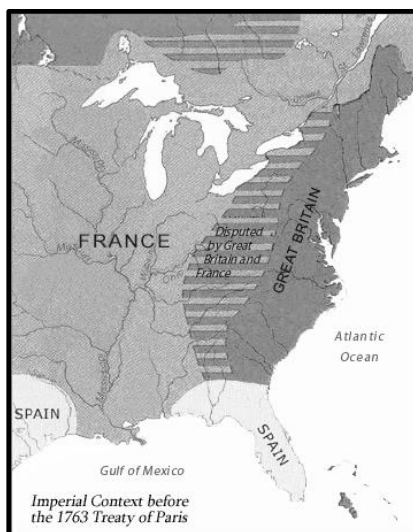 FRANCE
Disputed
by Great
Britain and
France
GREAT BRITAIN
Atlantic
Ocean
SPAIN
SPAIN
Gulf of Mexico
Imperial Context before
the 1763 Treaty of Paris